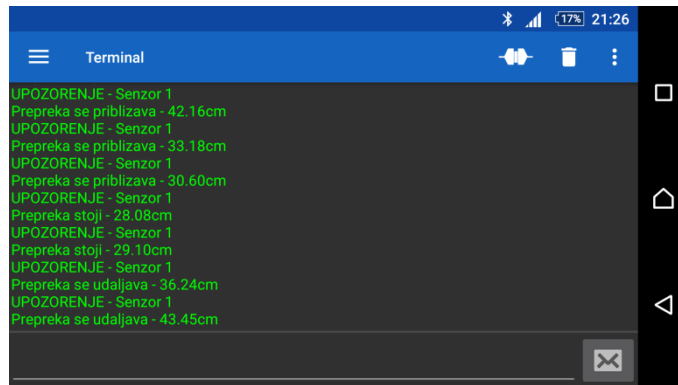 17% 21:26
Terminal
UPOZORENJE - Senzor 1
Prepreka se priblizava - 42.16cm
UPOZORENJE - Senzor 1
Prepreka se priblizava - 33.18cm
UPOZORENJE - Senzor 1
Prepreka se priblizava - 30.60cm
UPOZORENJE - Senzor 1
Prepreka stoji - 28.08cm
UPOZORENJE - Senzor 1
Prepreka stoji - 29.10cm
UPOZORENJE - Senzor 1
Prepreka se udaljava - 36.24cm
UPOZORENJE - Senzor 1
Prepreka se udaljava - 43.45cm